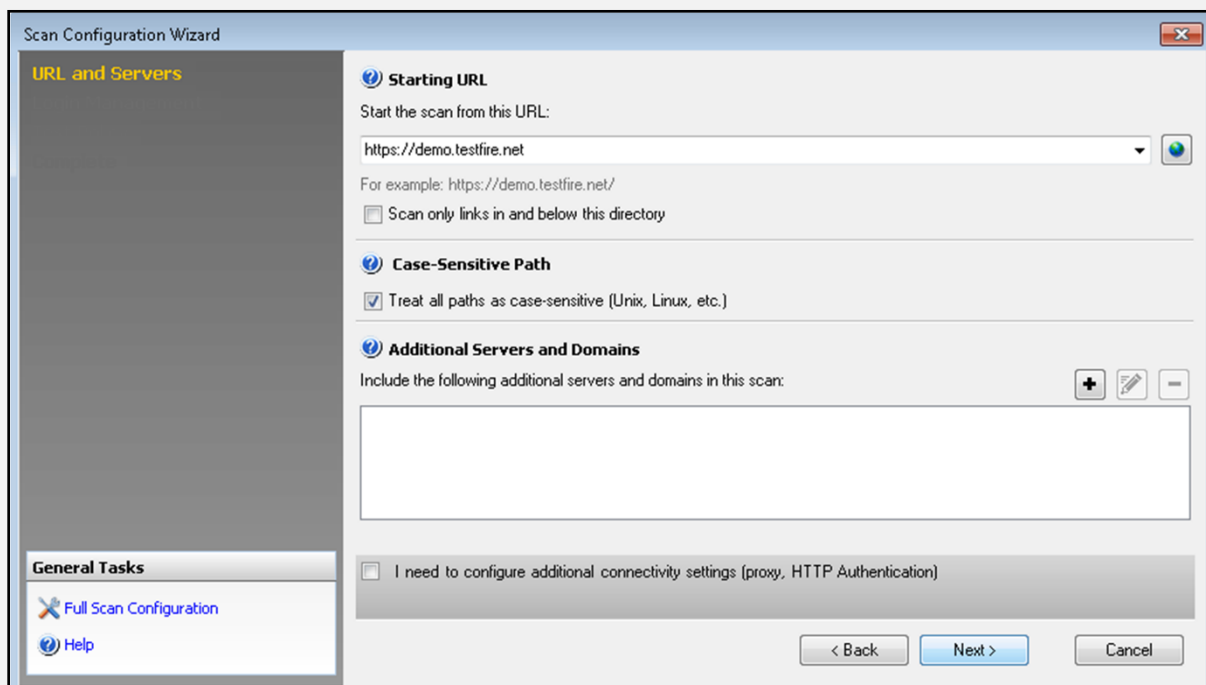 Scan Configuration Wizard
URL and Servers
Starting URL
Start the scan from this URL:
https://demo.testfire.net
For example: https://demo.testfire.net/
Scan only links in and below this directory
Case-Sensitive Path
Treat all paths as case-sensitive (Unix, Linux, etc.)
Additional Servers and Domains
Include the following additional servers and domains in this scan:
I need to configure additional connectivity settings (proxy, HTTP Authentication)
General Tasks
Full Scan Configuration
Help
< Back
Next >
Cancel